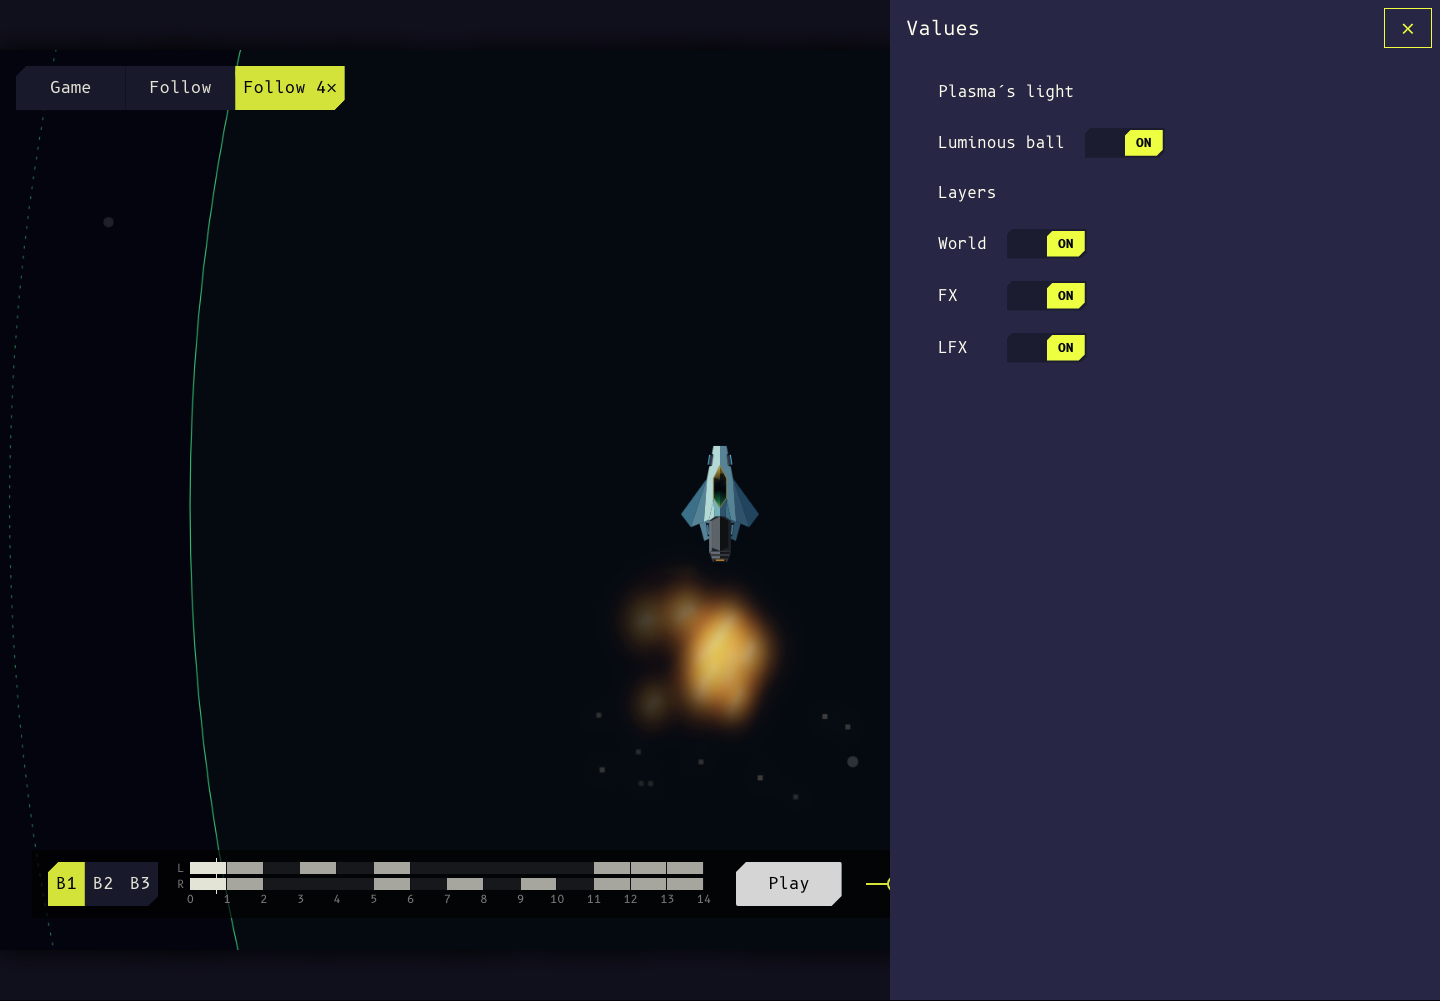 Values ×
Game Follow Follow 4×
Plasma´s light
Luminous ball ON
Layers
World ON
FX ON
LFX ON
B1 B2 B3
L
R
0 1 2 3 4 5 6 7 8 9 10 11 12 13 14
Play